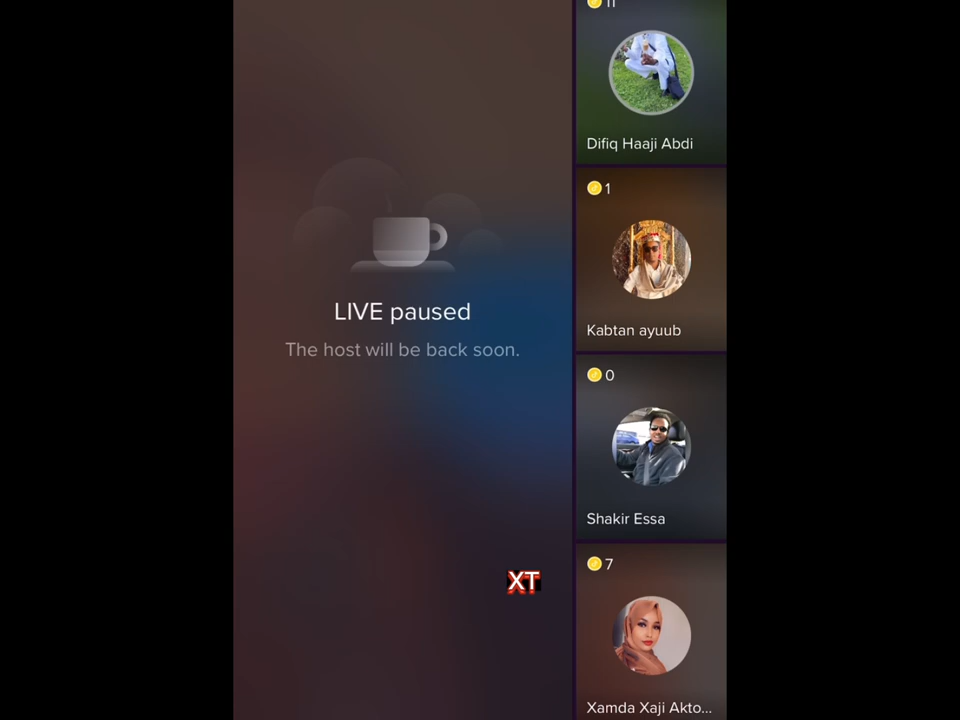 11
Difiq Haaji Abdi
1
Kabtan ayuub
LIVE paused
The host will be back soon.
0
Shakir Essa
XT
7
Xamda Xaji Akto...